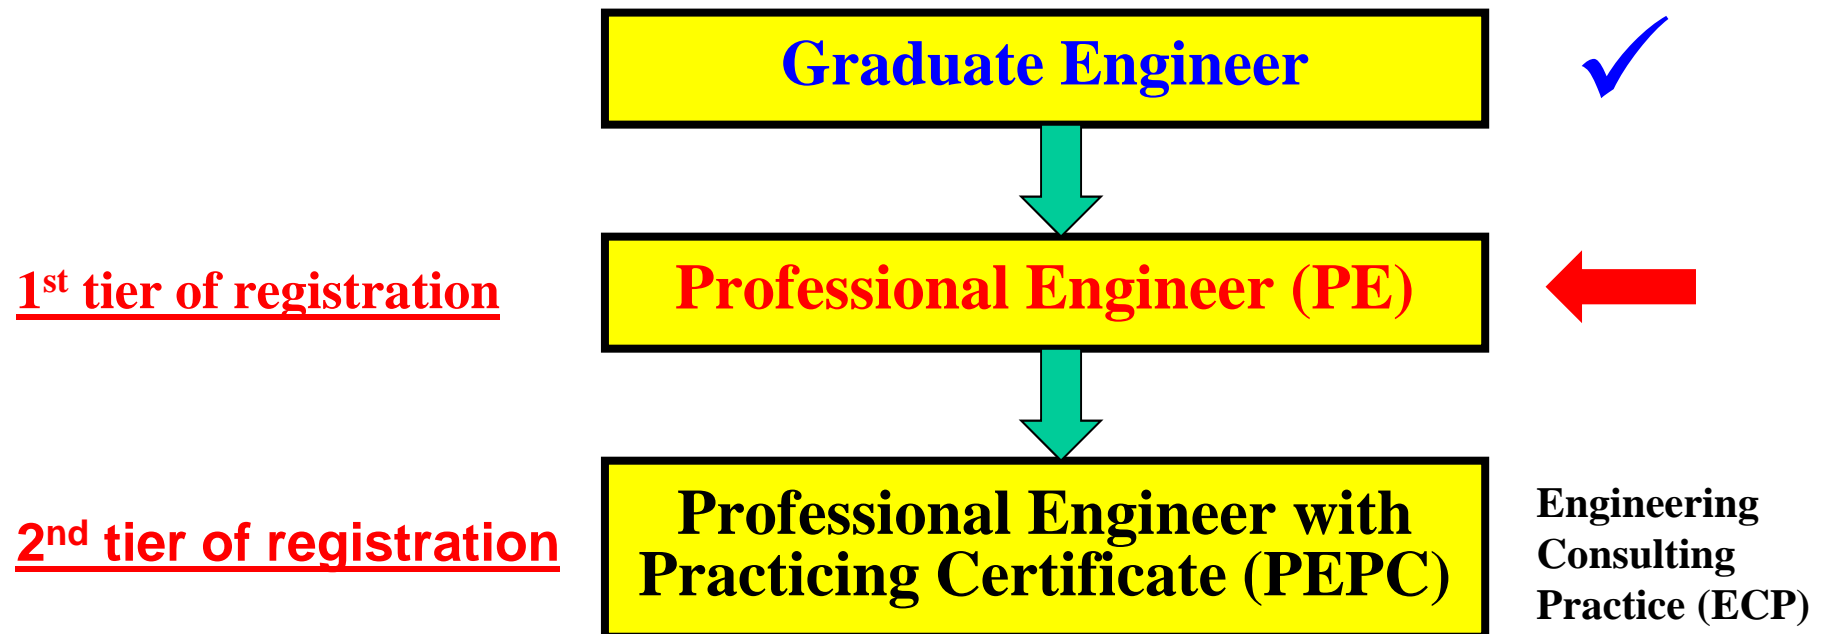 Graduate Engineer
1st tier of registration
Professional Engineer (PE)
2nd tier of registration
Professional Engineer with
Practicing Certificate (PEPC)
Engineering
Consulting
Practice (ECP)